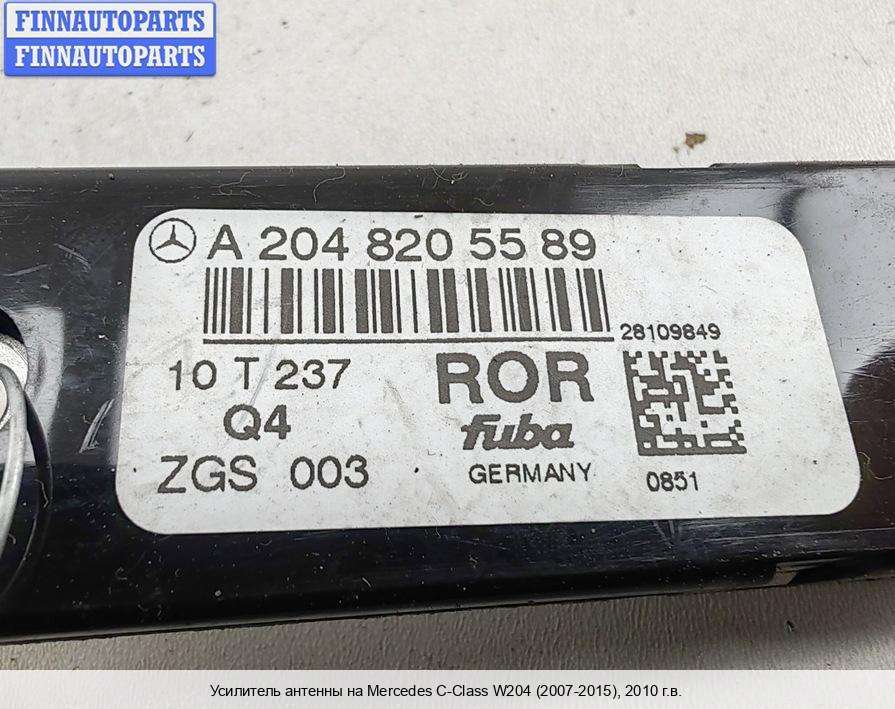 FINNAUTOPARTS
FINNAUTOPARTS
A 204 820 55 89
28109849
10 T 237
ROR
Q4
fuba
ZGS 003
GERMANY
0851
Усилитель антенны на Mercedes C-Class W204 (2007-2015), 2010 г.в.